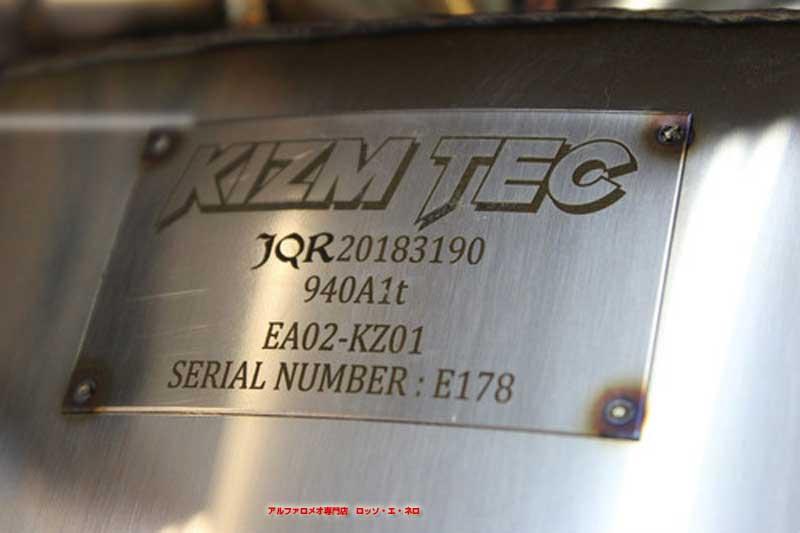 KIZM TEC
JQR20183190
940A1t
EA02-KZ01
SERIAL NUMBER : E178
アルファロメオ専門店 ロッソ・エ・ネロ